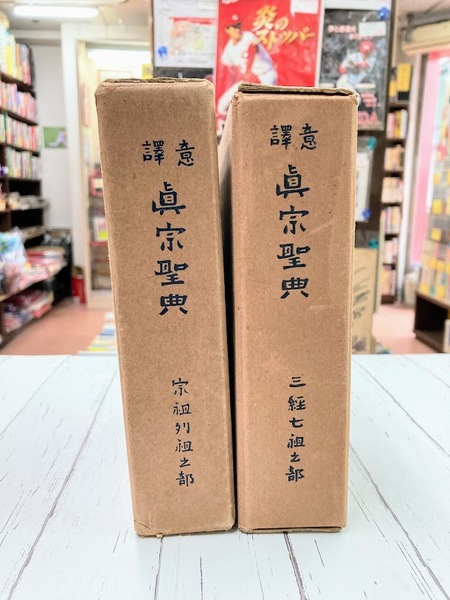 炎の
ストッパー
意譯
眞宗聖典
宗祖列祖之部
意譯
眞宗聖典
三經七祖之部